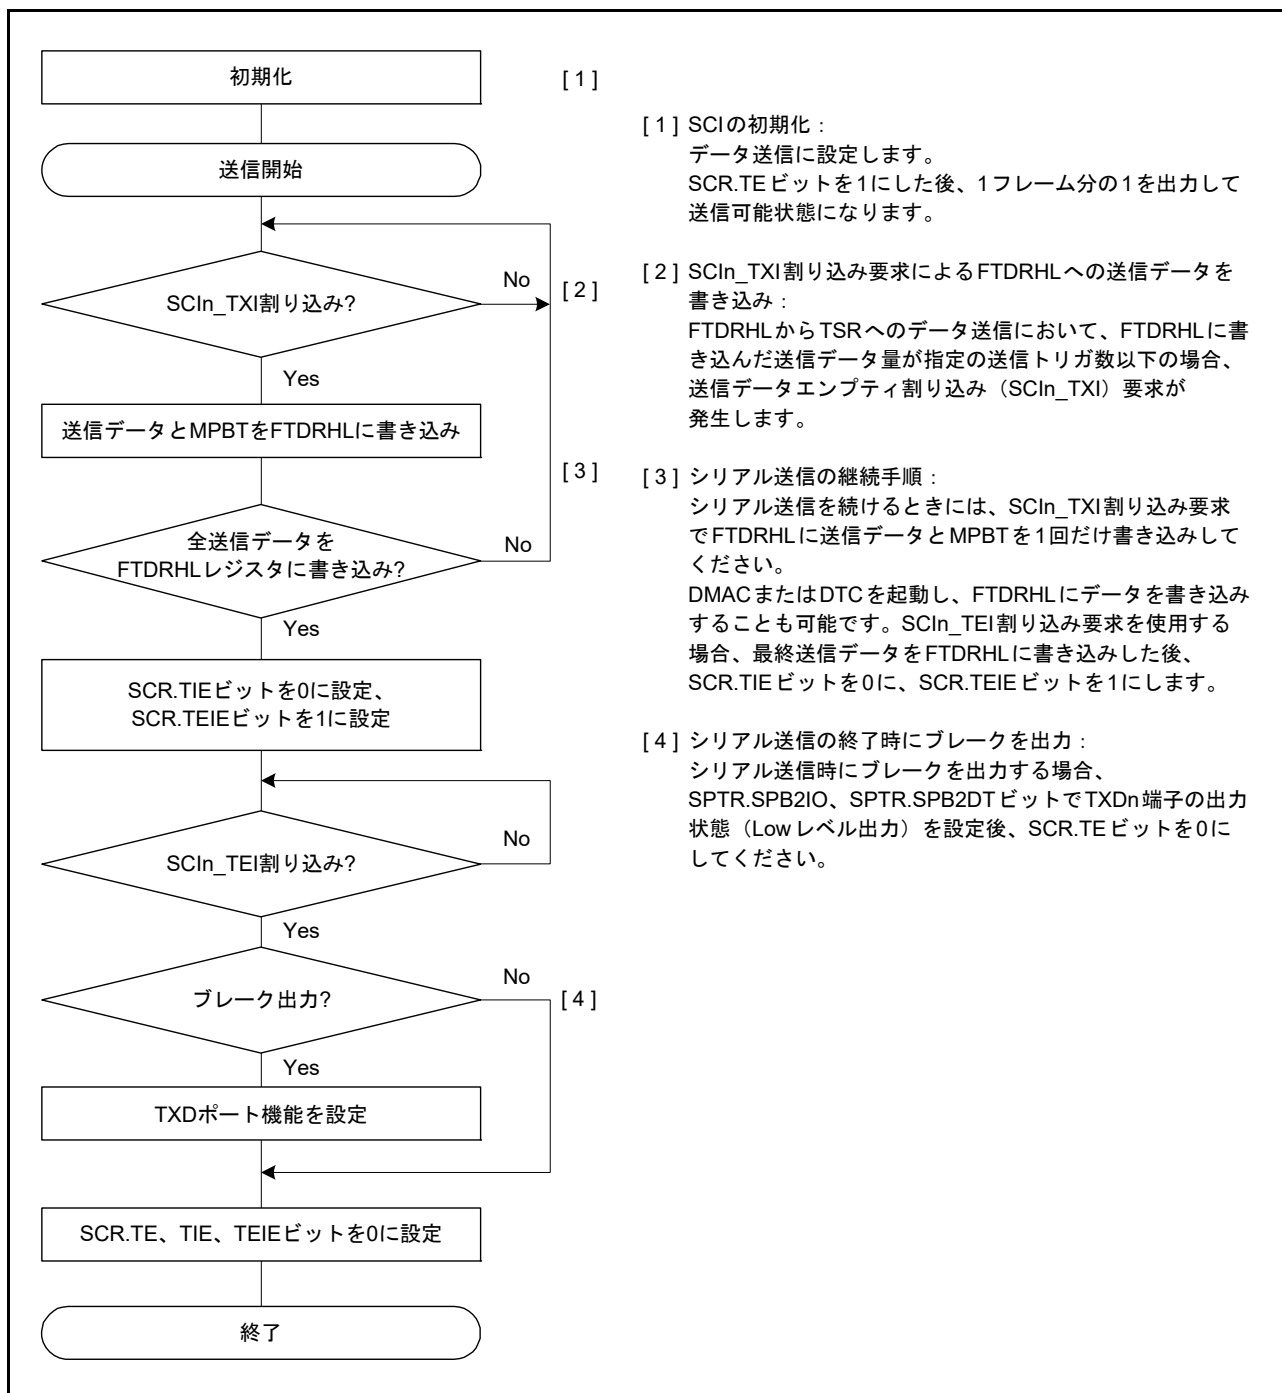 初期化
[ 1 ]
送信開始
SCIn_TXI割り込み?
No
[ 2 ]
Yes
送信データとMPBTをFTDRHLに書き込み
[ 3 ]
全送信データを
FTDRHLレジスタに書き込み?
No
Yes
SCR.TIEビットを0に設定、
SCR.TEIEビットを1に設定
SCIn_TEI割り込み?
No
Yes
ブレーク出力?
No
[ 4 ]
Yes
TXDポート機能を設定
SCR.TE、TIE、TEIEビットを0に設定
終了
[ 1 ] SCIの初期化：
データ送信に設定します。
SCR.TEビットを1にした後、1フレーム分の1を出力して
送信可能状態になります。
[ 2 ] SCIn_TXI割り込み要求によるFTDRHLへの送信データを
書き込み：
FTDRHLからTSRへのデータ送信において、FTDRHLに書
き込んだ送信データ量が指定の送信トリガ数以下の場合、
送信データエンプティ割り込み（SCIn_TXI）要求が
発生します。
[ 3 ] シリアル送信の継続手順：
シリアル送信を続けるときには、SCIn_TXI割り込み要求
でFTDRHLに送信データとMPBTを1回だけ書き込みして
ください。
DMACまたはDTCを起動し、FTDRHLにデータを書き込み
することも可能です。SCIn_TEI割り込み要求を使用する
場合、最終送信データをFTDRHLに書き込みした後、
SCR.TIEビットを0に、SCR.TEIEビットを1にします。
[ 4 ] シリアル送信の終了時にブレークを出力：
シリアル送信時にブレークを出力する場合、
SPTR.SPB2IO、SPTR.SPB2DTビットでTXDn端子の出力
状態（Lowレベル出力）を設定後、SCR.TEビットを0に
してください。